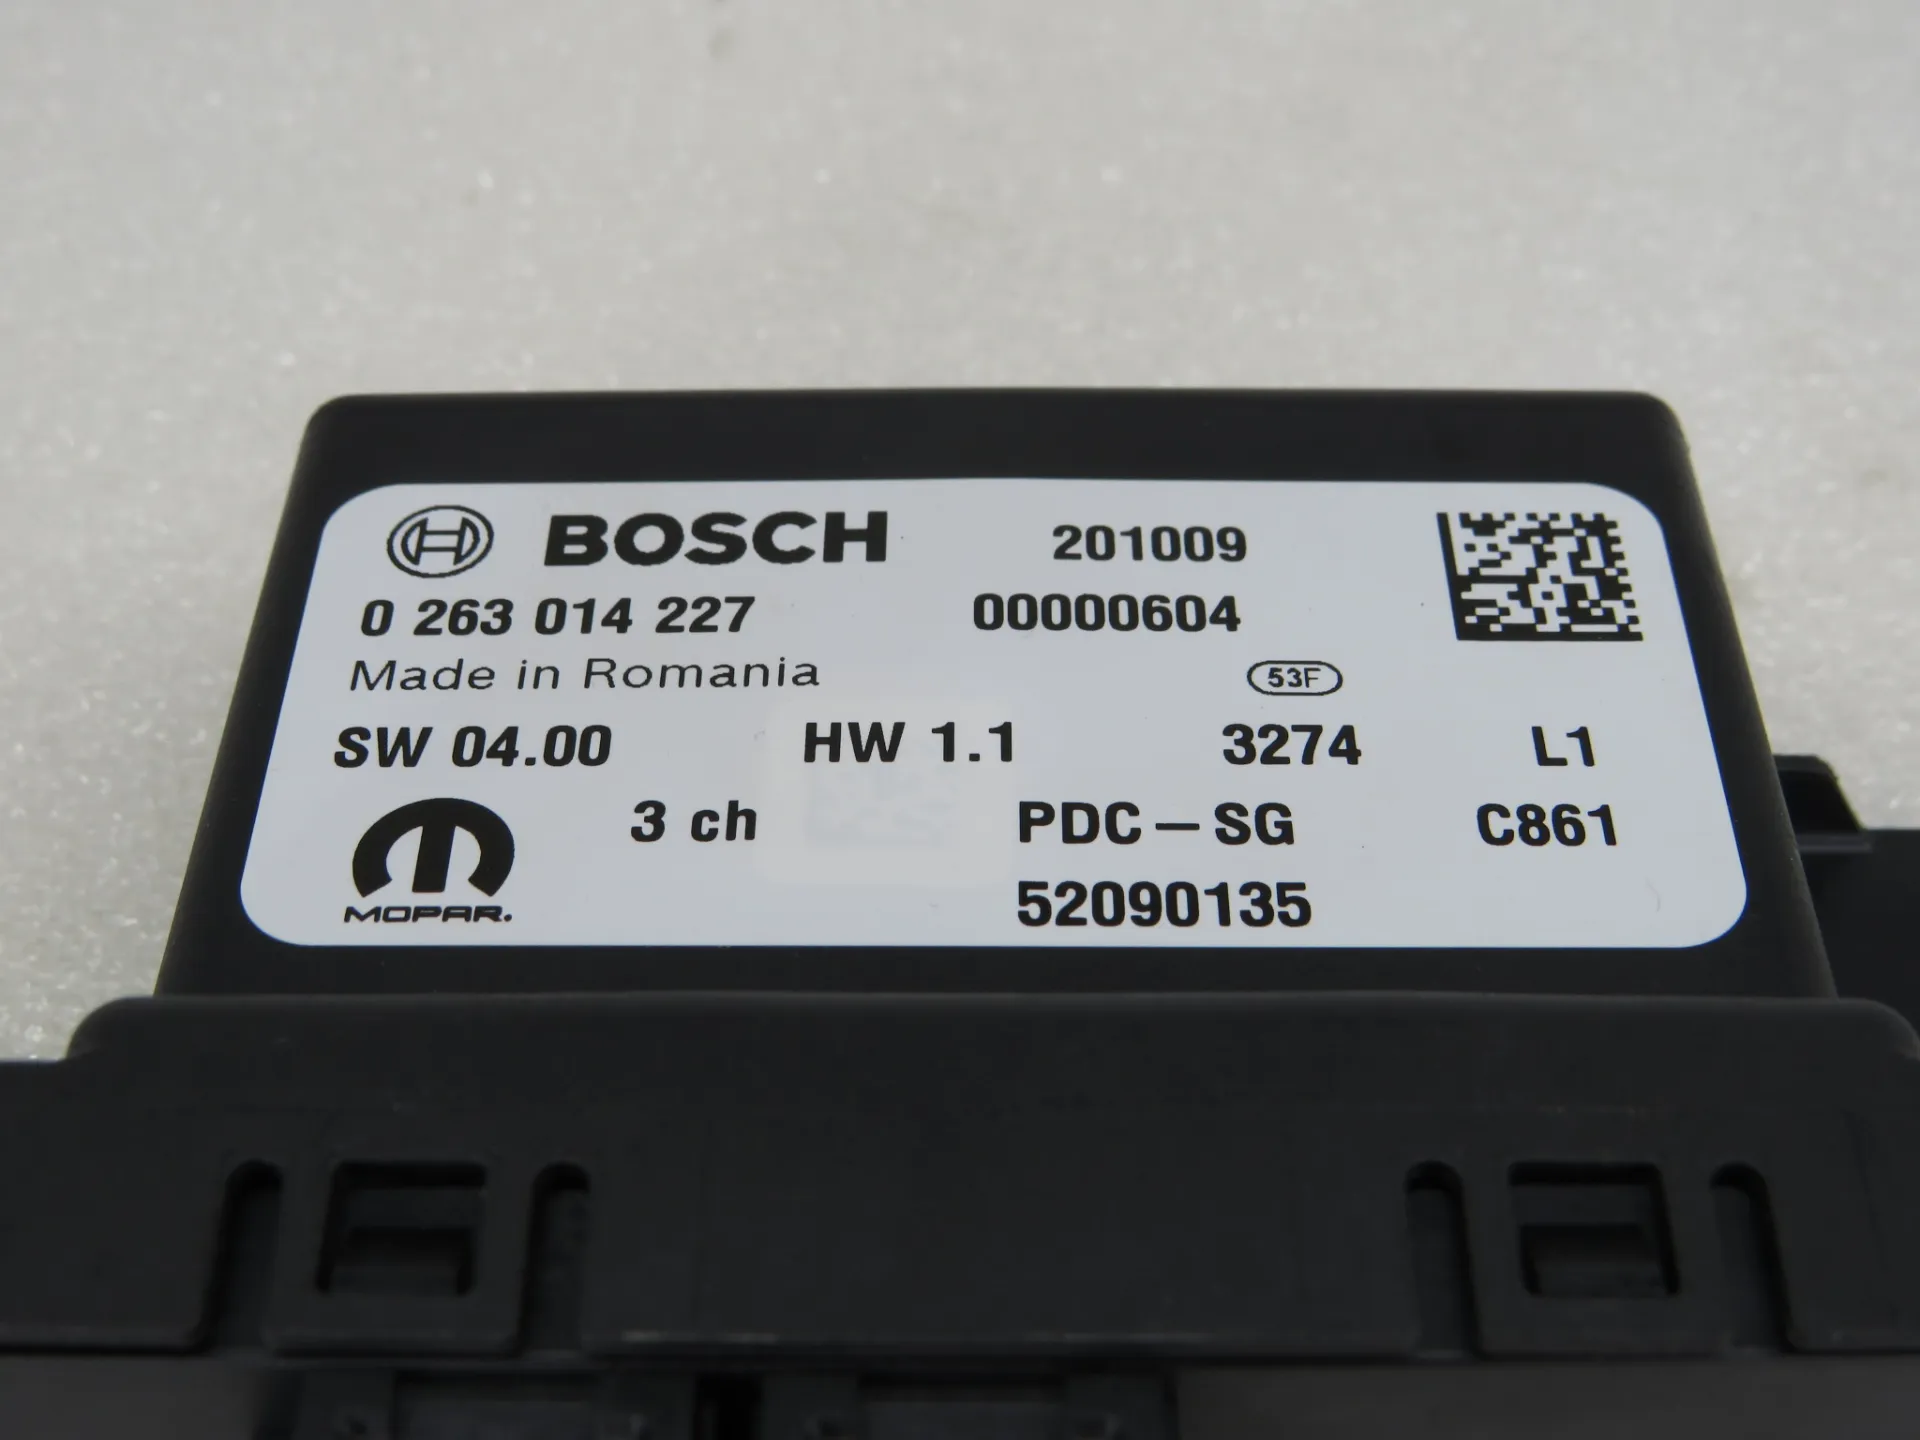 BOSCH 201009
0 263 014 227 00000604
Made in Romania 53F
SW 04.00 HW 1.1 3274 L1
3 ch PDC-SG C861
MOPAR. 52090135